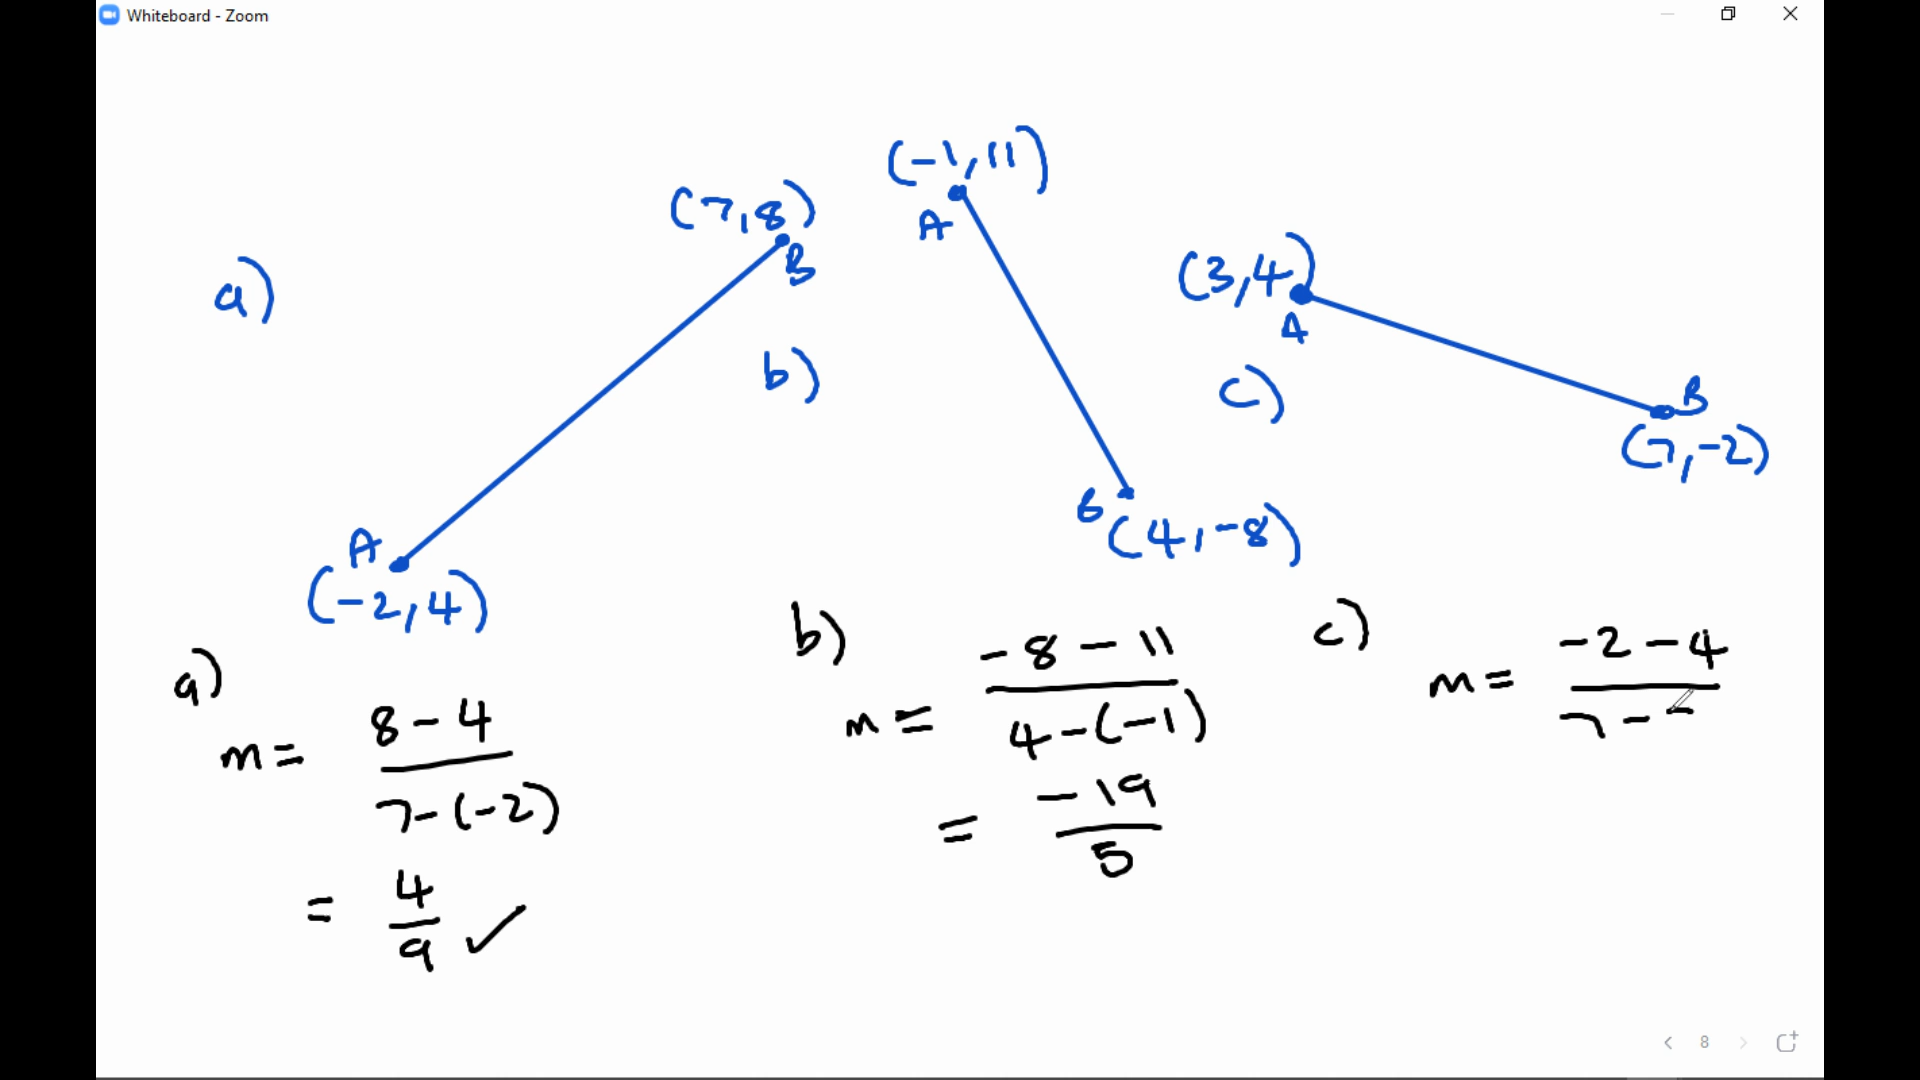 Whiteboard - Zoom
a)
(7,8)
B
A
(-2,4)
b)
(-1,11)
A
B
(4,-8)
c)
(3,4)
A
B
(7,-2)
a)
m = 8 - 4
7 - (-2)
= 4
9 ✓
b)
m = -8 - 11
4 - (-1)
= -19
5
c)
m = -2 - 4
7 -
8